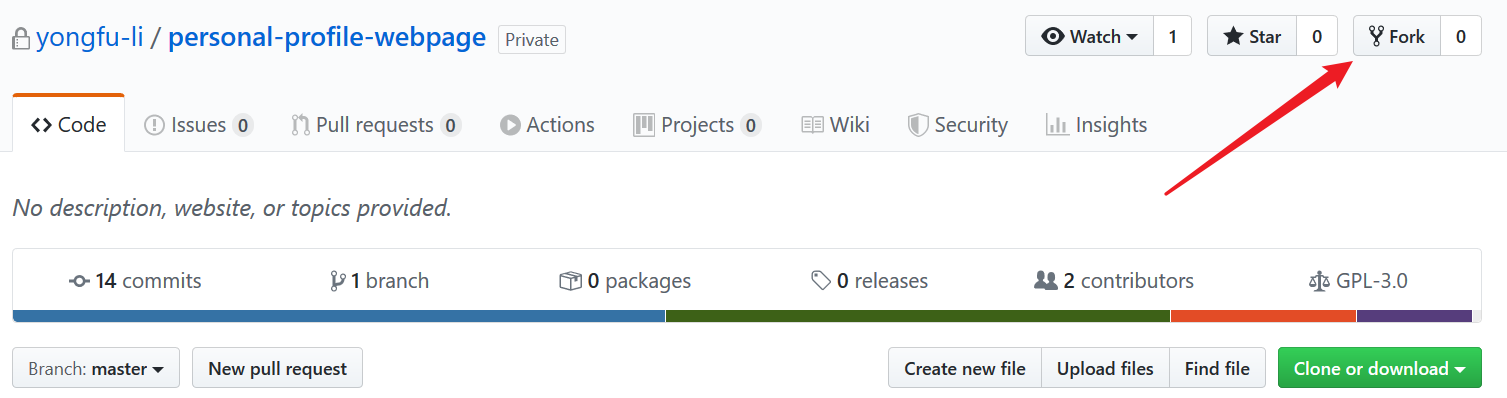 yongfu-li / personal-profile-webpage Private Watch 1 Star 0 Fork 0
Code Issues 0 Pull requests 0 Actions Projects 0 Wiki Security Insights
No description, website, or topics provided.
14 commits 1 branch 0 packages 0 releases 2 contributors GPL-3.0
Branch: master New pull request Create new file Upload files Find file Clone or download